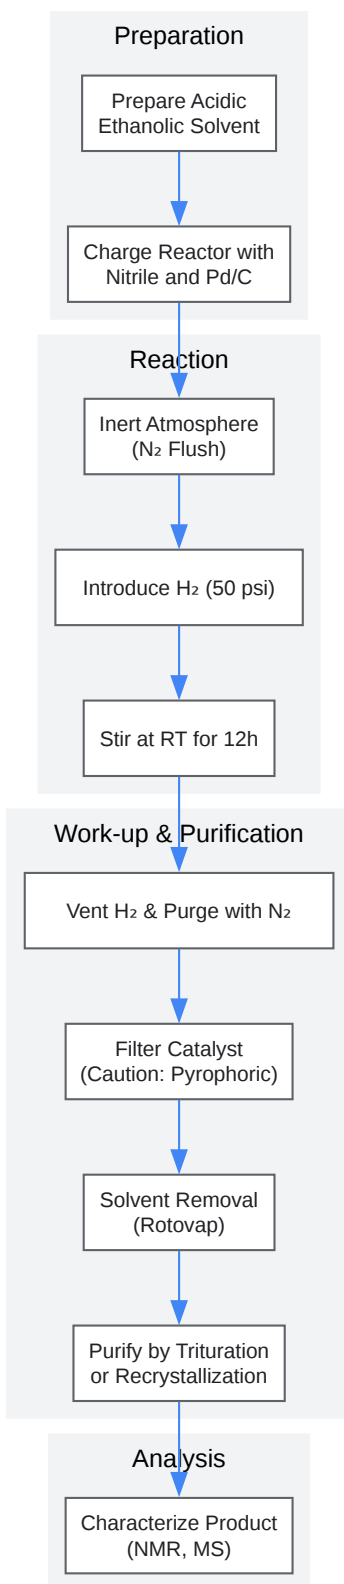 Preparation
Prepare Acidic
Ethanolic Solvent
Charge Reactor with
Nitrile and Pd/C
Reaction
Inert Atmosphere
(N₂ Flush)
Introduce H₂ (50 psi)
Stir at RT for 12h
Work-up & Purification
Vent H₂ & Purge with N₂
Filter Catalyst
(Caution: Pyrophoric)
Solvent Removal
(Rotovap)
Purify by Trituration
or Recrystallization
Analysis
Characterize Product
(NMR, MS)